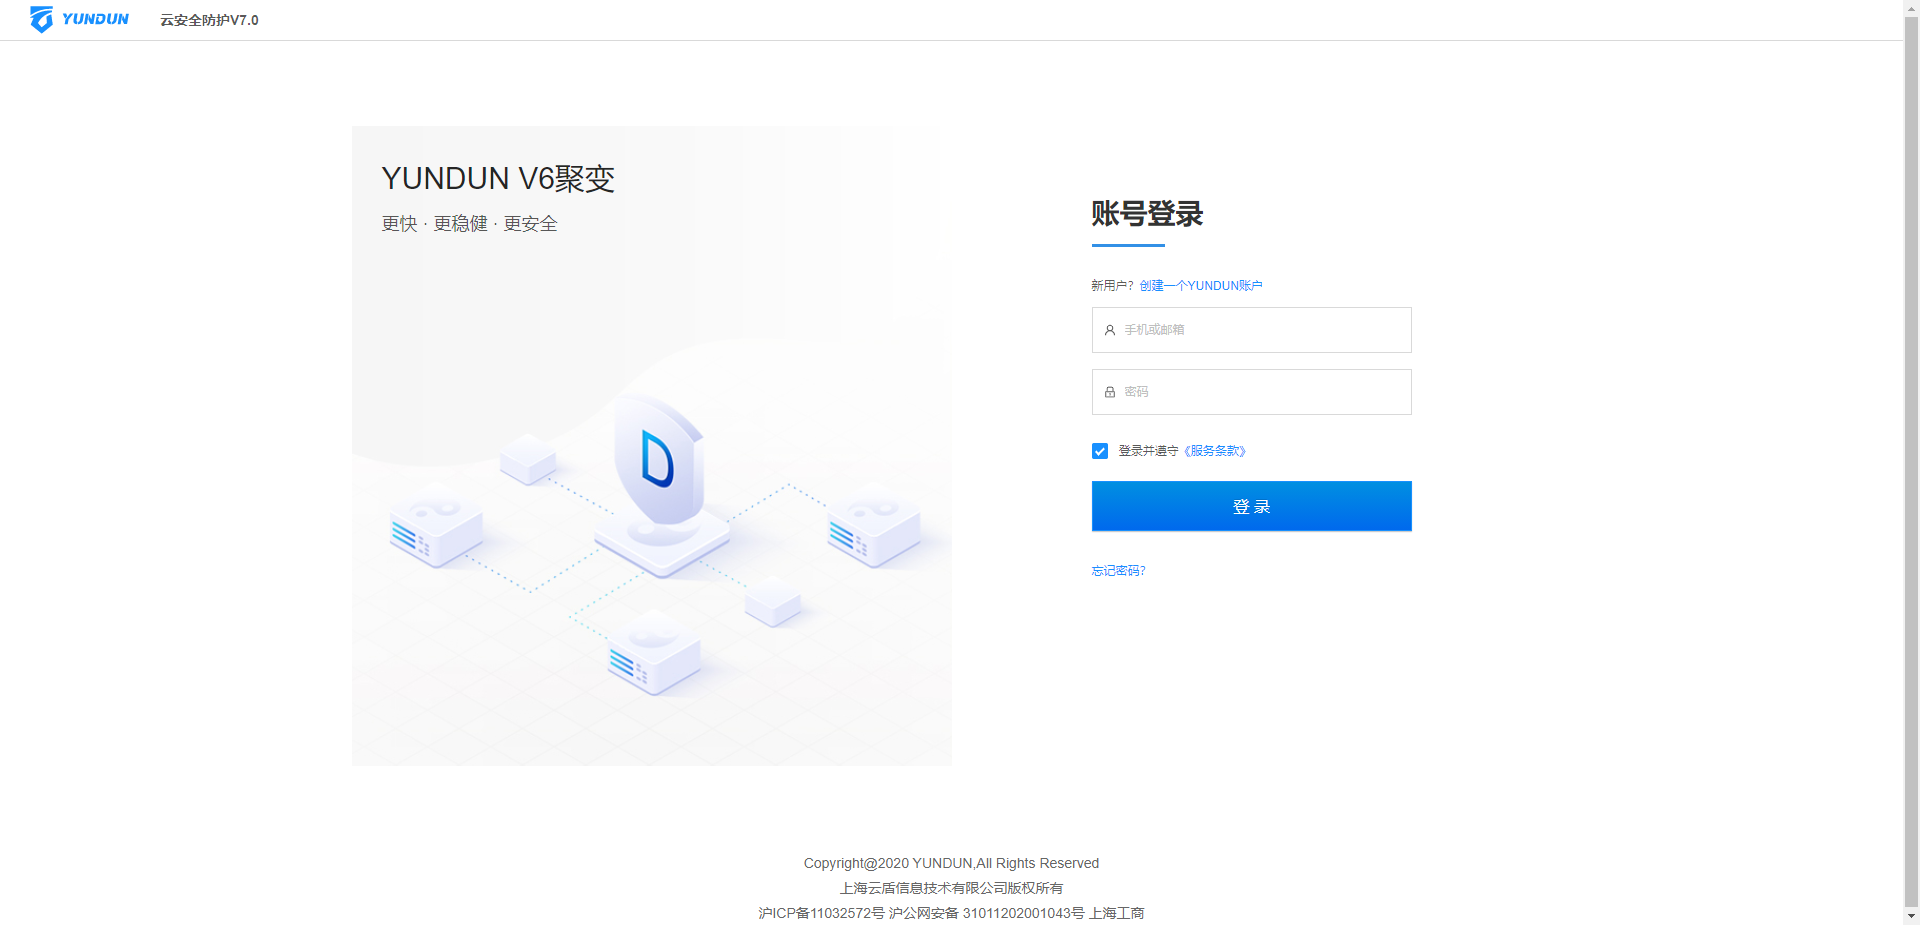 YUNDUN 云安全防护V7.0
YUNDUN V6聚变
更快 · 更稳健 · 更安全
D
账号登录
新用户? 创建一个YUNDUN账户
手机或邮箱
密码
登录并遵守《服务条款》
登 录
忘记密码?
Copyright@2020 YUNDUN,All Rights Reserved
上海云盾信息技术有限公司版权所有
沪ICP备11032572号 沪公网安备 31011202001043号 上海工商